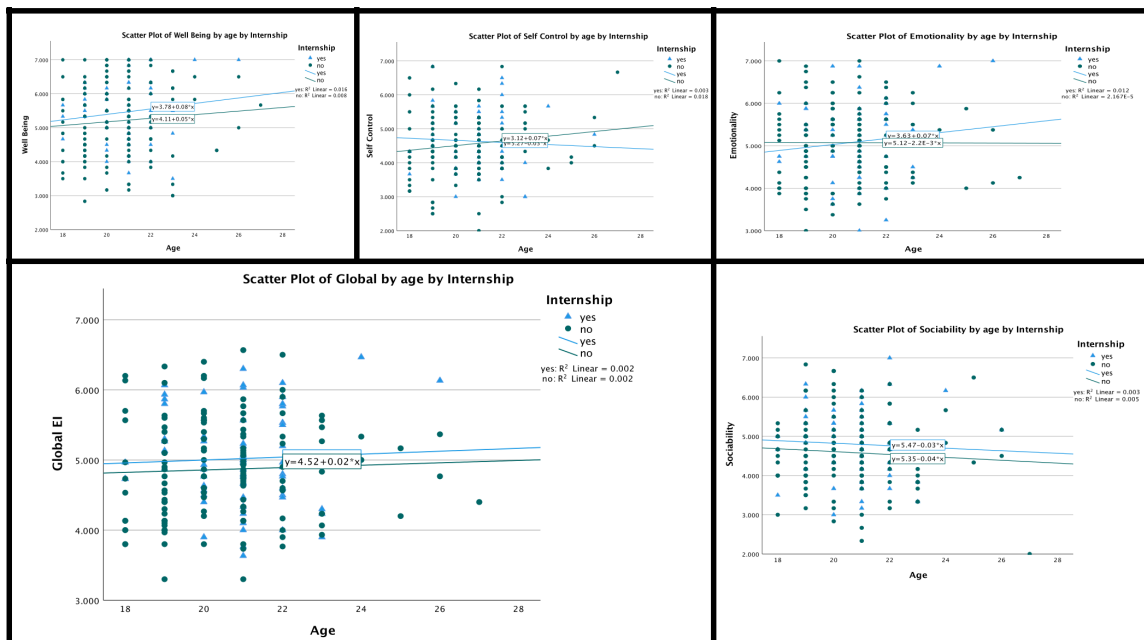 Scatter Plot of Well Being by age by Internship
Internship
yes
no
yes
no
yes: R² Linear = 0.016
no: R² Linear = 0.008
Well Being
7.000
6.000
5.000
4.000
3.000
2.000
y=3.78+0.08*x
y=4.11+0.05*x
18 20 22 24 26 28
Age
Scatter Plot of Self Control by age by Internship
Internship
yes
no
yes
no
yes: R² Linear = 0.003
no: R² Linear = 0.018
Self Control
7.000
6.000
5.000
4.000
3.000
2.000
y=3.12+0.07*x
18 20 22 24 26 28
Age
Scatter Plot of Emotionality by age by Internship
Internship
yes
no
yes
no
yes: R² Linear = 0.012
no: R² Linear = 2.167E-5
Emotionality
7.000
6.000
5.000
4.000
3.000
y=3.63+0.07*x
y=5.12-2.2E-3*x
18 20 22 24 26 28
Age
Scatter Plot of Global by age by Internship
Internship
yes
no
yes
no
yes: R² Linear = 0.002
no: R² Linear = 0.002
Global EI
7.000
6.000
5.000
4.000
3.000
y=4.52+0.02*x
18 20 22 24 26 28
Age
Scatter Plot of Sociability by age by Internship
Internship
yes
no
yes
no
yes: R² Linear = 0.003
no: R² Linear = 0.005
Sociability
7.000
6.000
5.000
4.000
3.000
2.000
y=5.47-0.03*x
y=5.35-0.04*x
18 20 22 24 26 28
Age